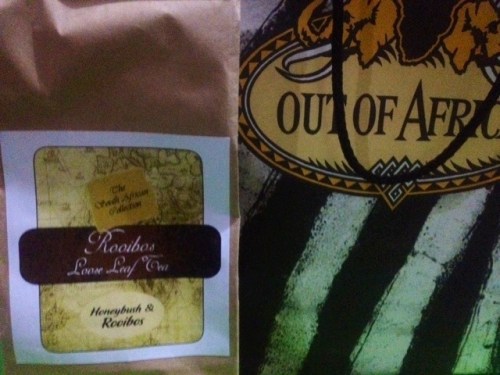 The
South African
Collection
Rooibos
Loose Leaf Tea
Honeybush &
Rooibos
OUT OF AFRIC